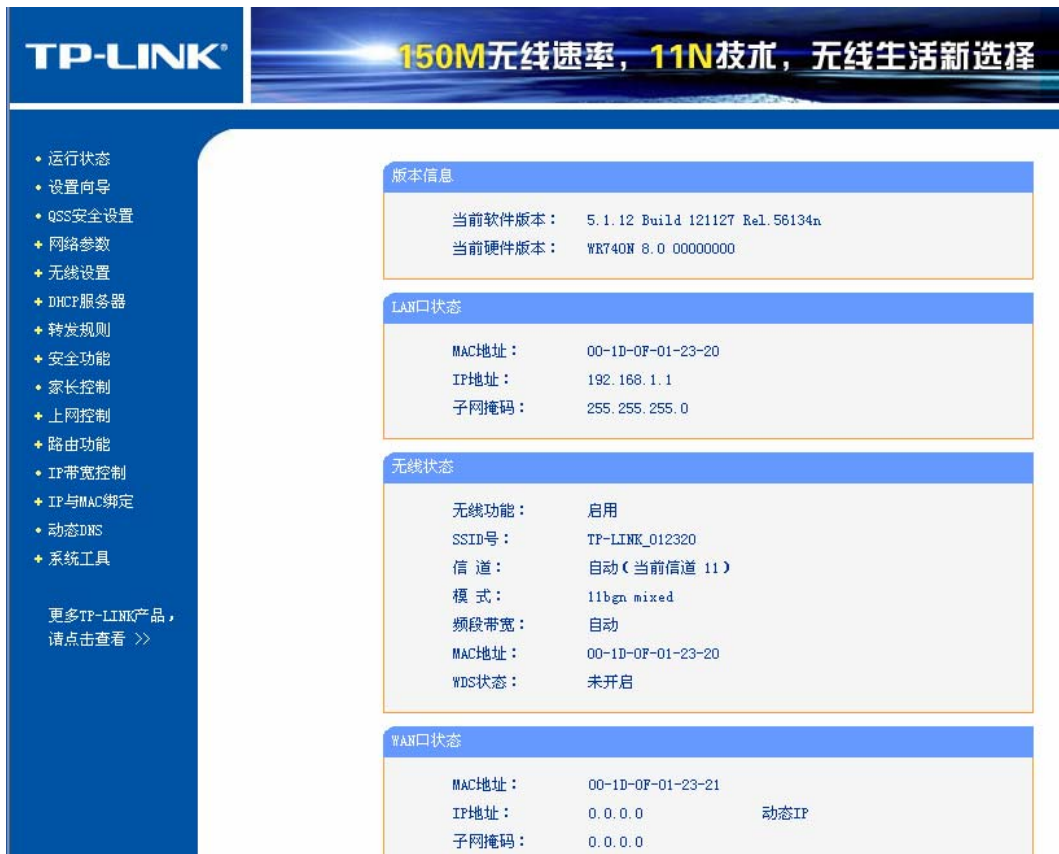 TP-LINK®
150M无线速率，11N技术，无线生活新选择
运行状态
设置向导
QSS安全设置
网络参数
无线设置
DHCP服务器
转发规则
安全功能
家长控制
上网控制
路由功能
IP带宽控制
IP与MAC绑定
动态DNS
系统工具
更多TP-LINK产品，
请点击查看 >>
版本信息
当前软件版本： 5.1.12 Build 121127 Rel.56134n
当前硬件版本： WR740N 8.0 00000000
LAN口状态
MAC地址： 00-1D-0F-01-23-20
IP地址： 192.168.1.1
子网掩码： 255.255.255.0
无线状态
无线功能： 启用
SSID号： TP-LINK_012320
信 道： 自动（当前信道 11）
模 式： 11bgn mixed
频段带宽： 自动
MAC地址： 00-1D-0F-01-23-20
WDS状态： 未开启
WAN口状态
MAC地址： 00-1D-0F-01-23-21
IP地址： 0.0.0.0 动态IP
子网掩码： 0.0.0.0